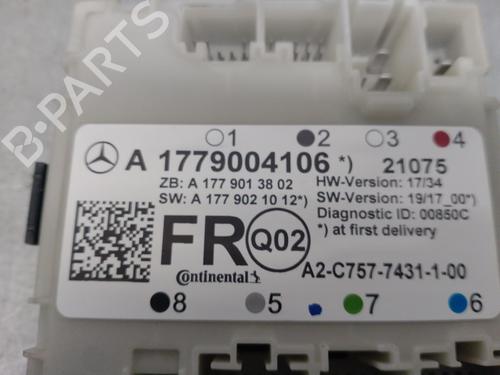 B-PARTS
1 2 3 4
A 1779004106 *) 21075
ZB: A 177 901 38 02
SW: A 177 902 10 12*)
HW-Version: 17/34
SW-Version: 19/17_00*)
Diagnostic ID: 00850C
*) at first delivery
FR Q02
Continental
A2-C757-7431-1-00
8 5 7 6